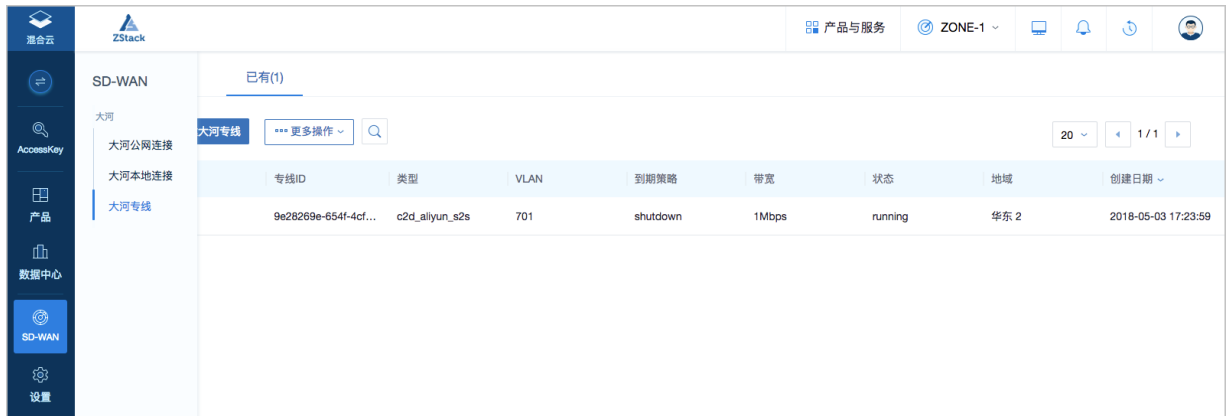 混合云
ZStack
产品与服务
ZONE-1
AccessKey
产品
数据中心
SD-WAN
设置
SD-WAN
大河
大河公网连接
大河本地连接
大河专线
已有(1)
大河专线
更多操作
20
1 / 1
专线ID 类型 VLAN 到期策略 带宽 状态 地域 创建日期
9e28269e-654f-4cf... c2d_aliyun_s2s 701 shutdown 1Mbps running 华东 2 2018-05-03 17:23:59